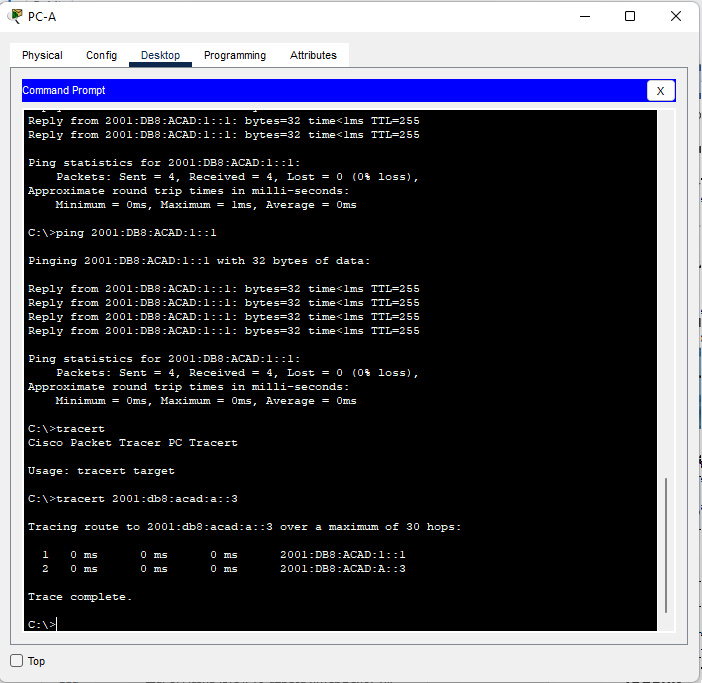 PC-A
Physical Config Desktop Programming Attributes
Command Prompt X
Reply from 2001:DB8:ACAD:1::1: bytes=32 time<1ms TTL=255
Reply from 2001:DB8:ACAD:1::1: bytes=32 time<1ms TTL=255
Ping statistics for 2001:DB8:ACAD:1::1:
Packets: Sent = 4, Received = 4, Lost = 0 (0% loss),
Approximate round trip times in milli-seconds:
Minimum = 0ms, Maximum = 1ms, Average = 0ms
C:\>ping 2001:DB8:ACAD:1::1
Pinging 2001:DB8:ACAD:1::1 with 32 bytes of data:
Reply from 2001:DB8:ACAD:1::1: bytes=32 time<1ms TTL=255
Reply from 2001:DB8:ACAD:1::1: bytes=32 time<1ms TTL=255
Reply from 2001:DB8:ACAD:1::1: bytes=32 time<1ms TTL=255
Reply from 2001:DB8:ACAD:1::1: bytes=32 time<1ms TTL=255
Ping statistics for 2001:DB8:ACAD:1::1:
Packets: Sent = 4, Received = 4, Lost = 0 (0% loss),
Approximate round trip times in milli-seconds:
Minimum = 0ms, Maximum = 0ms, Average = 0ms
C:\>tracert
Cisco Packet Tracer PC Tracert
Usage: tracert target
C:\>tracert 2001:db8:acad:a::3
Tracing route to 2001:db8:acad:a::3 over a maximum of 30 hops:
1 0 ms 0 ms 0 ms 2001:DB8:ACAD:1::1
2 0 ms 0 ms 0 ms 2001:DB8:ACAD:A::3
Trace complete.
C:\>
Top